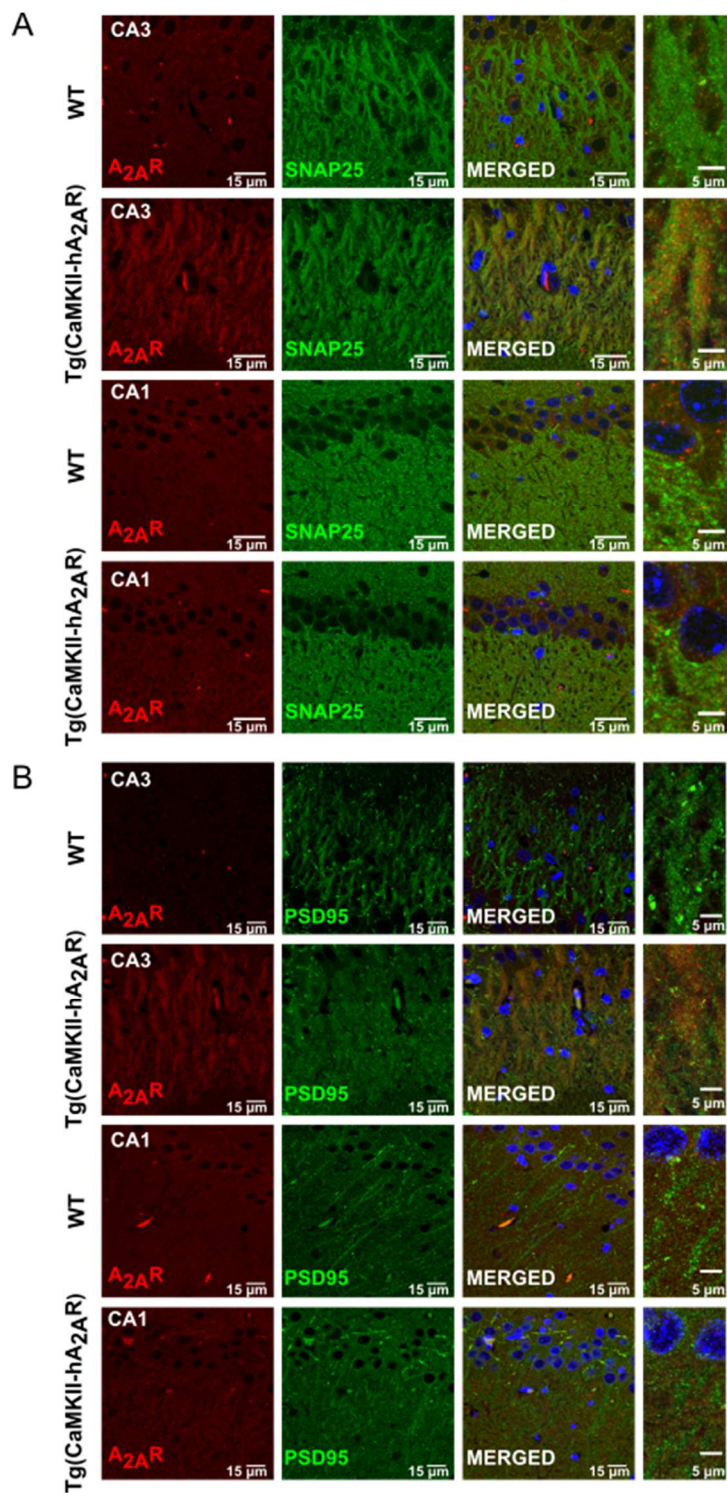 A
WT
CA3
A2AR
15 µm
SNAP25
15 µm
MERGED
15 µm
5 µm
Tg(CaMKII-hA2AR)
CA3
A2AR
15 µm
SNAP25
15 µm
MERGED
15 µm
5 µm
WT
CA1
A2AR
15 µm
SNAP25
15 µm
MERGED
15 µm
5 µm
Tg(CaMKII-hA2AR)
CA1
A2AR
15 µm
SNAP25
15 µm
MERGED
15 µm
5 µm
B
WT
CA3
A2AR
15 µm
PSD95
15 µm
MERGED
15 µm
5 µm
Tg(CaMKII-hA2AR)
CA3
A2AR
15 µm
PSD95
15 µm
MERGED
15 µm
5 µm
WT
CA1
A2AR
15 µm
PSD95
15 µm
MERGED
15 µm
5 µm
Tg(CaMKII-hA2AR)
CA1
A2AR
15 µm
PSD95
15 µm
MERGED
15 µm
5 µm